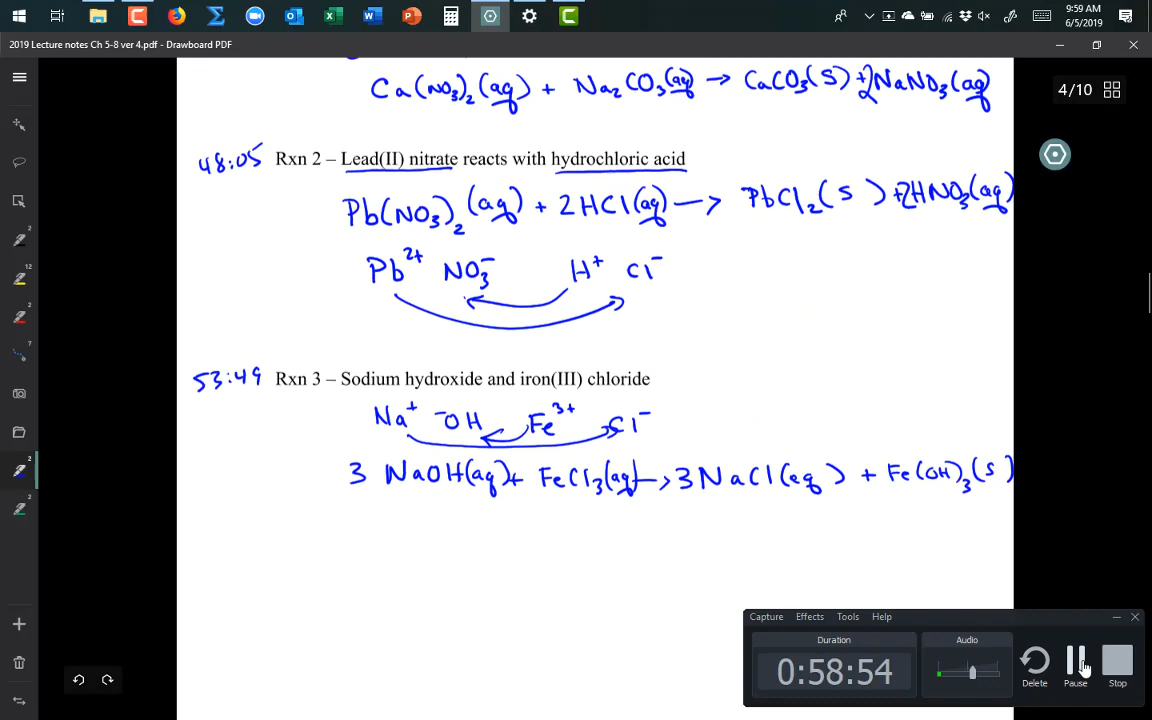 9:59 AM
6/5/2019
2019 Lecture notes Ch 5-8 ver 4.pdf - Drawboard PDF
Ca(NO₃)₂(aq) + Na₂CO₃(aq) → CaCO₃(s) + 2NaNO₃(aq)
4/10
48:05 Rxn 2 – Lead(II) nitrate reacts with hydrochloric acid
Pb(NO₃)₂(aq) + 2HCl(aq) → PbCl₂(s) + 2HNO₃(aq)
Pb²⁺ NO₃⁻ H⁺ Cl⁻
53:49 Rxn 3 – Sodium hydroxide and iron(III) chloride
Na⁺ ⁻OH Fe³⁺ Cl⁻
3 NaOH(aq) + FeCl₃(aq) → 3NaCl(aq) + Fe(OH)₃(s)
Capture Effects Tools Help
Duration Audio
0:58:54
Delete Pause Stop